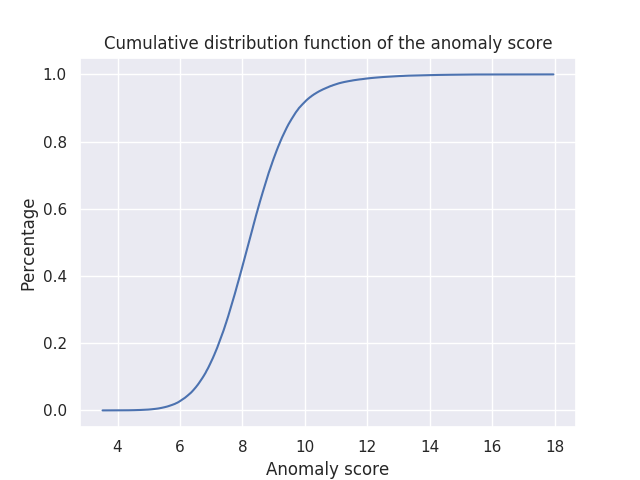 Cumulative distribution function of the anomaly score
1.0
0.8
0.6
0.4
0.2
0.0
Percentage
4 6 8 10 12 14 16 18
Anomaly score